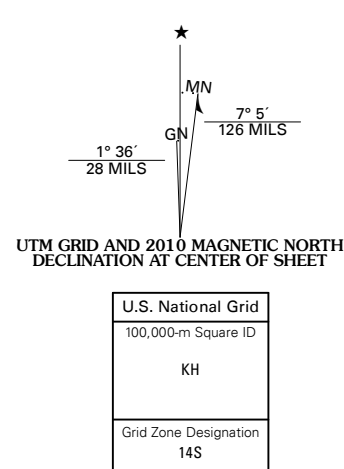 ★
MN
7° 5´
126 MILS
GN
1° 36´
28 MILS
UTM GRID AND 2010 MAGNETIC NORTH
DECLINATION AT CENTER OF SHEET
U.S. National Grid
100,000-m Square ID
KH
Grid Zone Designation
14S